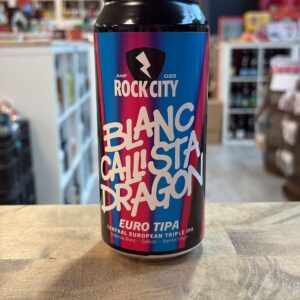 AMF 033
ROCK CITY
BLANC
CALLISTA
DRAGON
EURO TIPA
CENTRAL EUROPEAN TRIPLE IPA